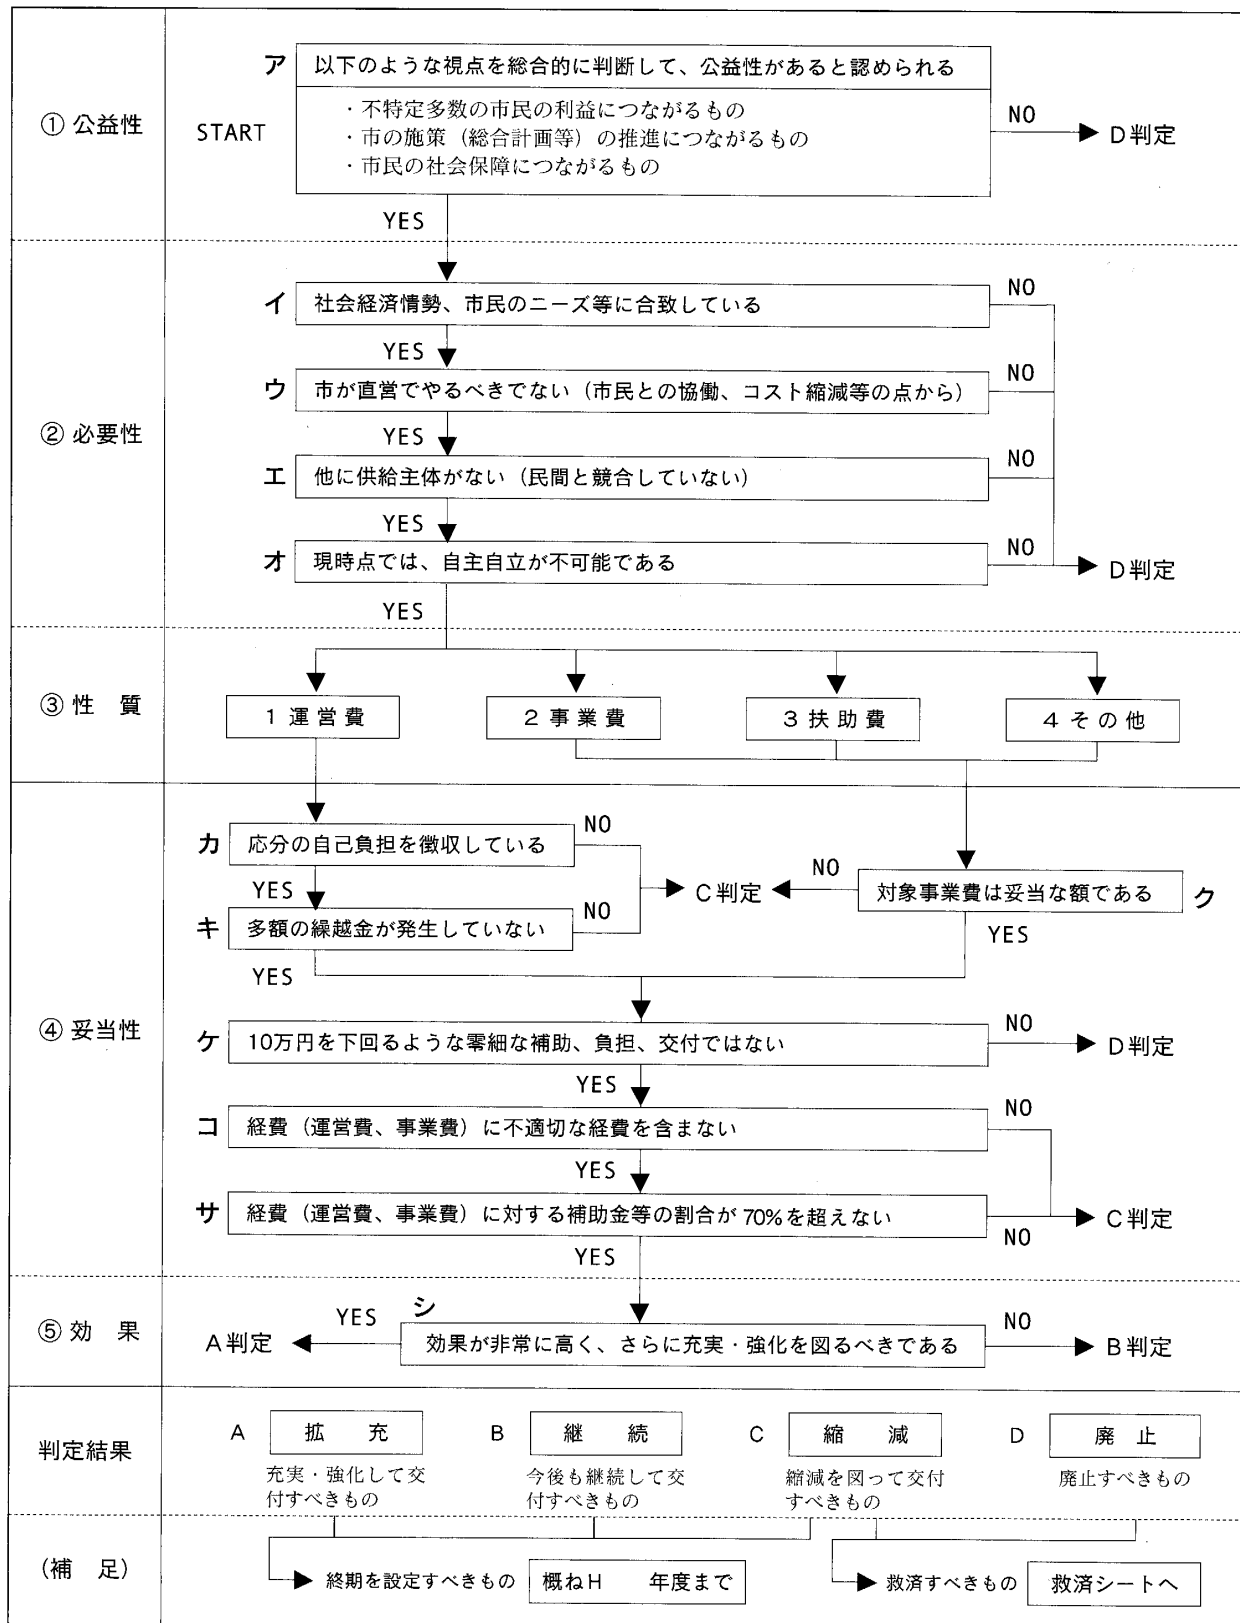 ア 以下のような視点を総合的に判断して、公益性があると認められる
① 公益性
START
・不特定多数の市民の利益につながるもの
・市の施策（総合計画等）の推進につながるもの
・市民の社会保障につながるもの
NO
D判定
YES
② 必要性
イ 社会経済情勢、市民のニーズ等に合致している
NO
YES
ウ 市が直営でやるべきでない（市民との協働、コスト縮減等の点から）
NO
YES
エ 他に供給主体がない（民間と競合していない）
NO
YES
オ 現時点では、自主自立が不可能である
NO
D判定
YES
③ 性 質
1 運営費
2 事業費
3 扶助費
4 その他
④ 妥当性
カ 応分の自己負担を徴収している
NO
YES
キ 多額の繰越金が発生していない
NO
YES
C判定
NO
対象事業費は妥当な額である ク
YES
ケ 10万円を下回るような零細な補助、負担、交付ではない
NO
D判定
YES
コ 経費（運営費、事業費）に不適切な経費を含まない
NO
YES
サ 経費（運営費、事業費）に対する補助金等の割合が70%を超えない
NO
C判定
YES
⑤ 効 果
シ
効果が非常に高く、さらに充実・強化を図るべきである
YES
A判定
NO
B判定
判定結果
A 拡 充
充実・強化して交
付すべきもの
B 継 続
今後も継続して交
付すべきもの
C 縮 減
縮減を図って交付
すべきもの
D 廃 止
廃止すべきもの
(補 足)
終期を設定すべきもの 概ねH 年度まで
救済すべきもの 救済シートへ